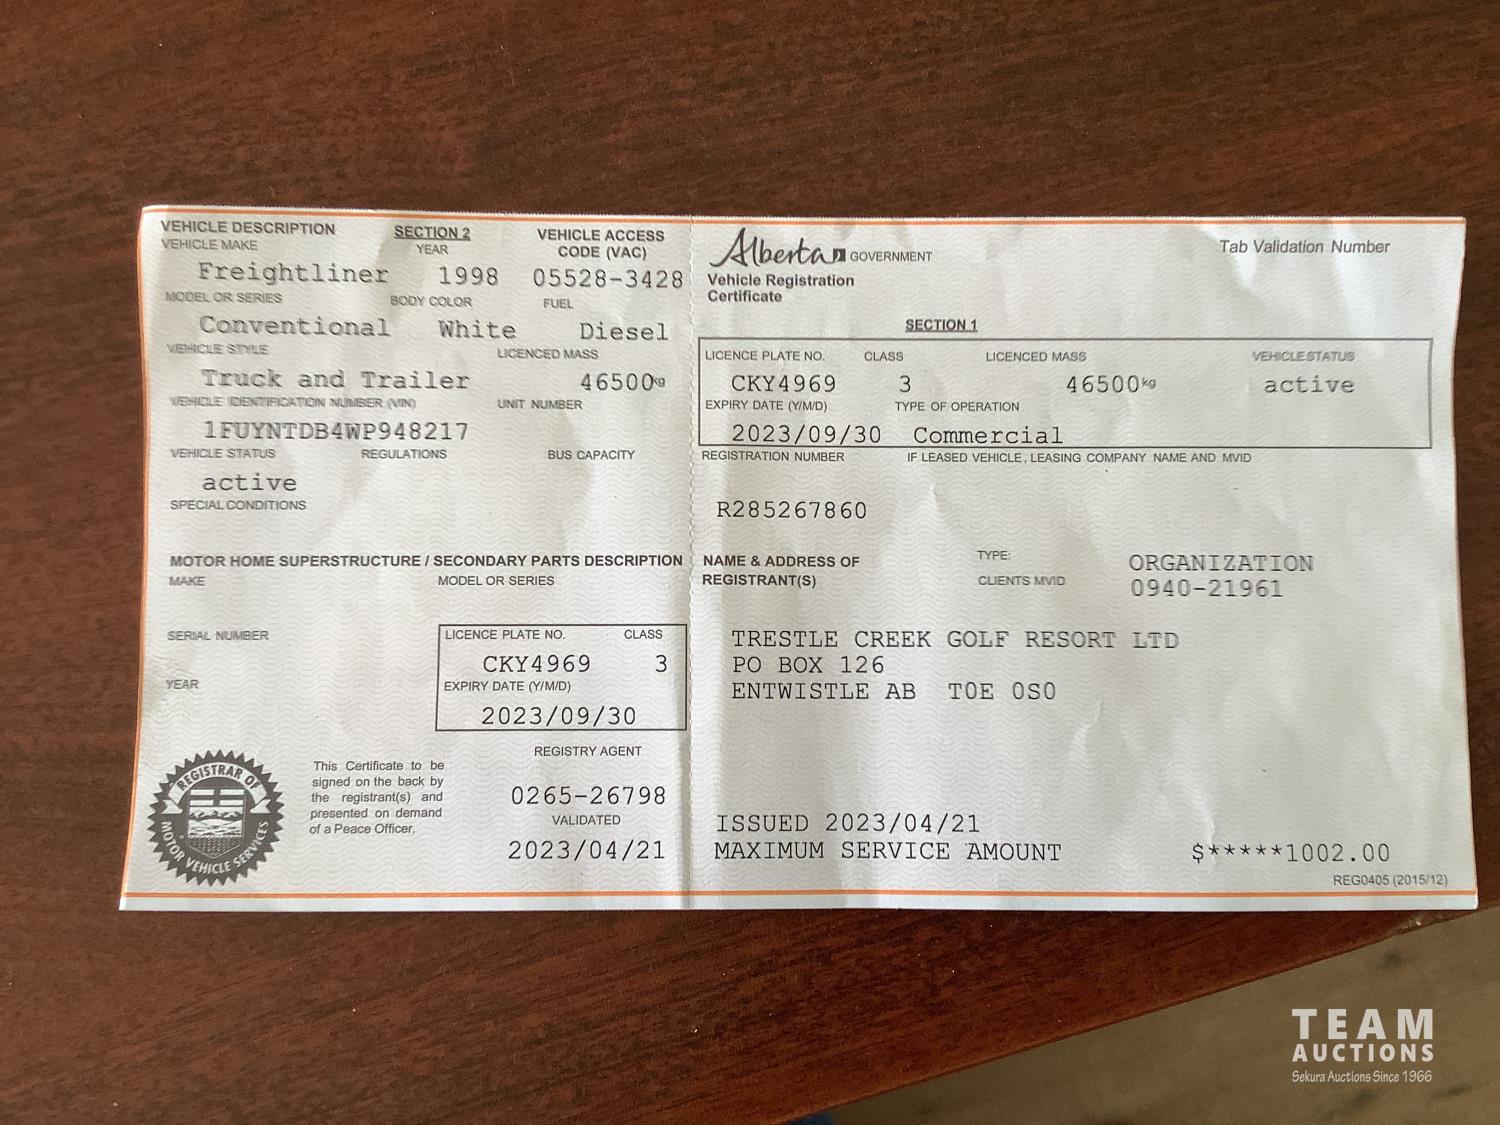 VEHICLE DESCRIPTION SECTION 2 VEHICLE ACCESS
VEHICLE MAKE YEAR CODE (VAC)
Freightliner 1998 05528-3428
MODEL OR SERIES BODY COLOR FUEL
Conventional White Diesel
VEHICLE STYLE LICENCED MASS
Truck and Trailer 46500kg
VEHICLE IDENTIFICATION NUMBER (VIN) UNIT NUMBER
1FUYNTDB4WP948217
VEHICLE STATUS REGULATIONS BUS CAPACITY
active
SPECIAL CONDITIONS
MOTOR HOME SUPERSTRUCTURE / SECONDARY PARTS DESCRIPTION
MAKE MODEL OR SERIES
SERIAL NUMBER
YEAR
LICENCE PLATE NO. CLASS
CKY4969 3
EXPIRY DATE (Y/M/D)
2023/09/30
REGISTRAR OF
MOTOR VEHICLE SERVICES
This Certificate to be
signed on the back by
the registrant(s) and
presented on demand
of a Peace Officer.
REGISTRY AGENT
0265-26798
VALIDATED
2023/04/21
Alberta GOVERNMENT
Vehicle Registration
Certificate
Tab Validation Number
SECTION 1
LICENCE PLATE NO. CLASS LICENCED MASS VEHICLE STATUS
CKY4969 3 46500kg active
EXPIRY DATE (Y/M/D) TYPE OF OPERATION
2023/09/30 Commercial
REGISTRATION NUMBER IF LEASED VEHICLE, LEASING COMPANY NAME AND MVID
R285267860
NAME & ADDRESS OF TYPE: ORGANIZATION
REGISTRANT(S) CLIENTS MVID 0940-21961
TRESTLE CREEK GOLF RESORT LTD
PO BOX 126
ENTWISTLE AB T0E 0S0
ISSUED 2023/04/21
MAXIMUM SERVICE AMOUNT $*****1002.00
REG0405 (2015/12)
TEAM
AUCTIONS
Sekura Auctions Since 1966